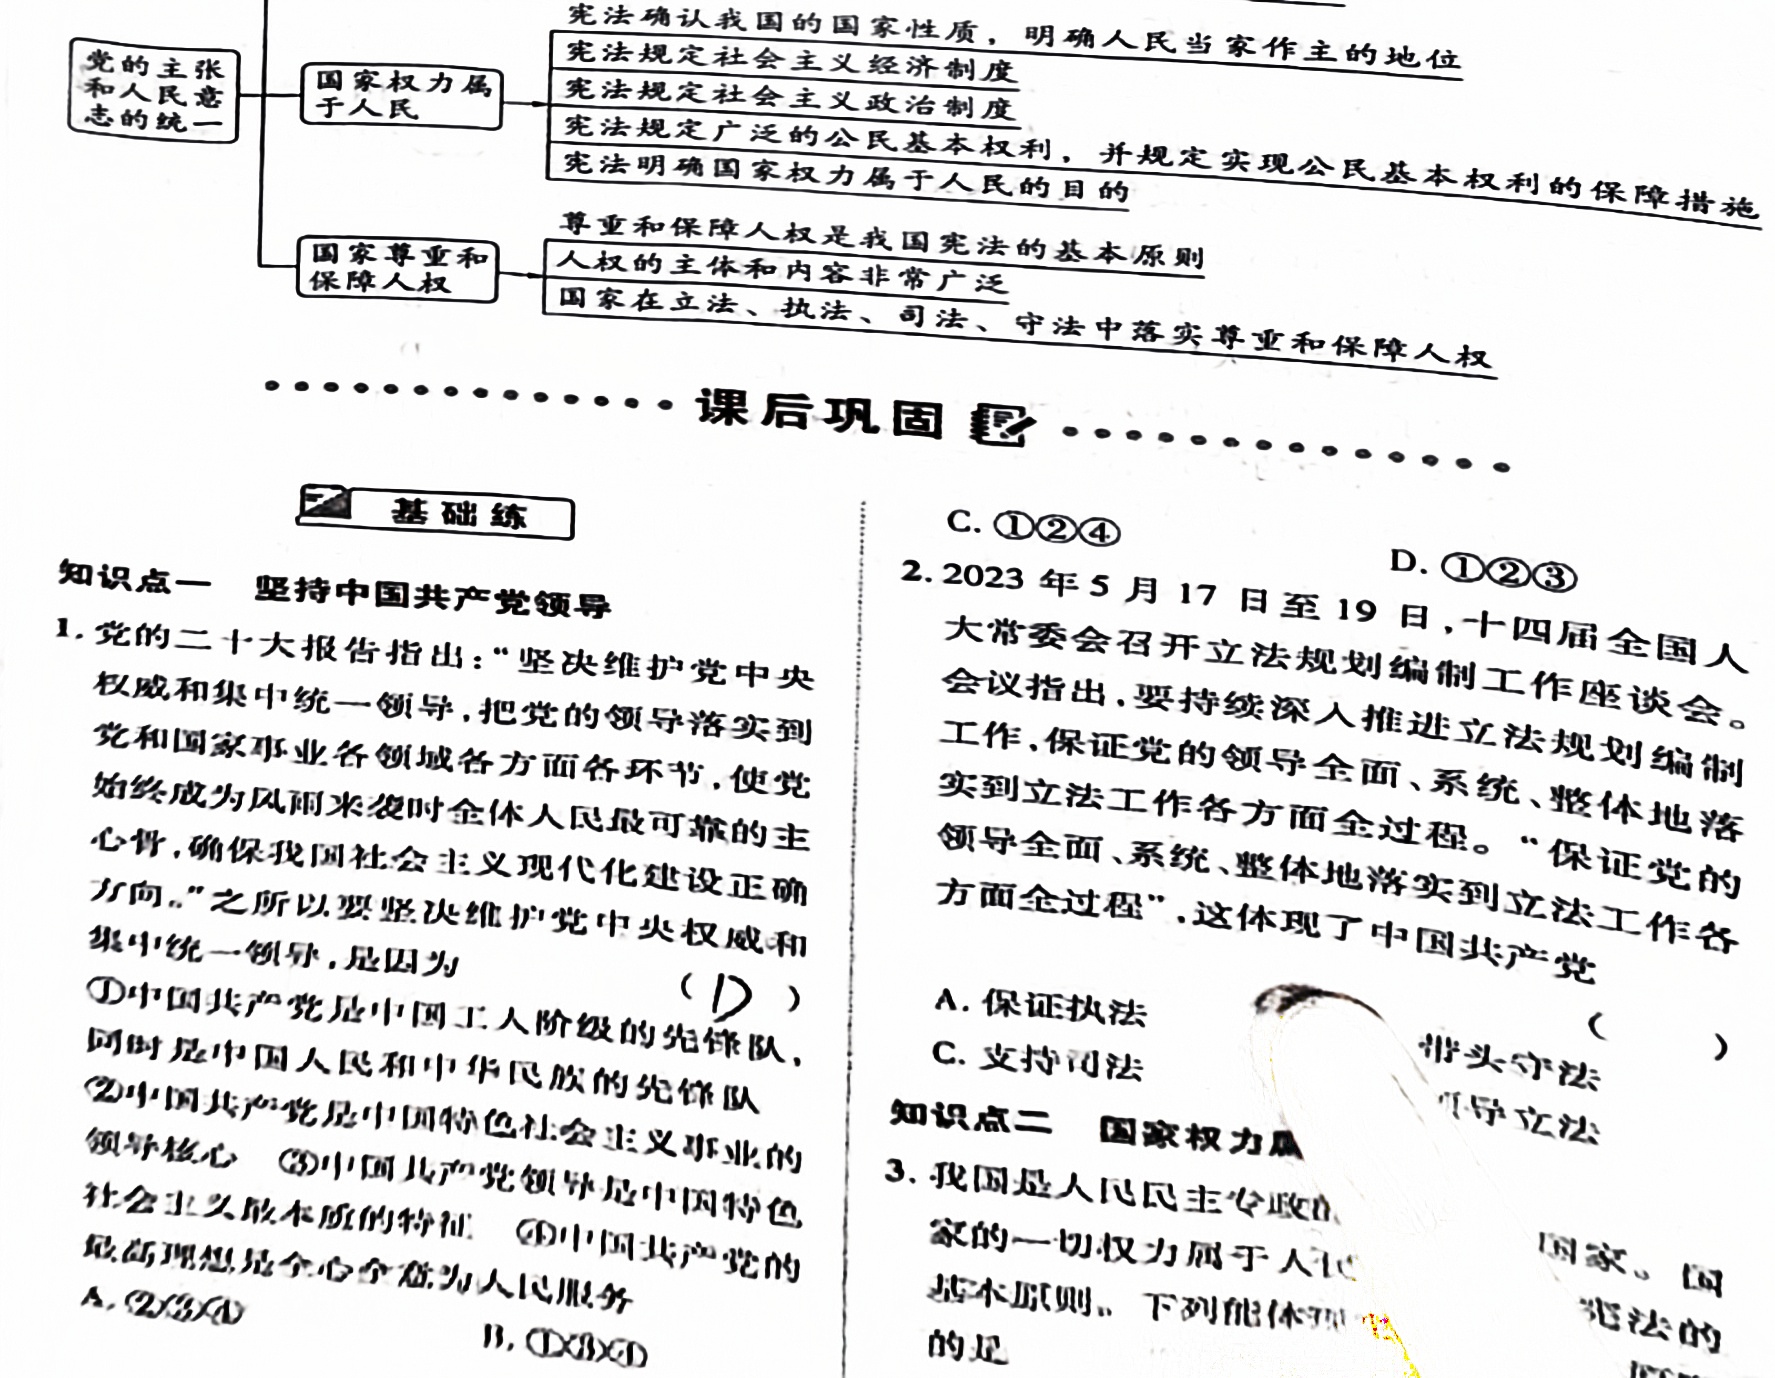 党的主张
和人民意
志的统一
国家权力属
于人民
宪法确认我国的国家性质，明确人民当家作主的地位
宪法规定社会主义经济制度
宪法规定社会主义政治制度
宪法规定广泛的公民基本权利，并规定实现公民基本权利的保障措施
宪法明确国家权力属于人民的目的
国家尊重和
保障人权
尊重和保障人权是我国宪法的基本原则
人权的主体和内容非常广泛
国家在立法、执法、司法、守法中落实尊重和保障人权
课后巩固
基础练
知识点一 坚持中国共产党领导
1. 党的二十大报告指出：“坚决维护党中央
权威和集中统一领导，把党的领导落实到
党和国家事业各领域各方面各环节，使党
始终成为风雨来袭时全体人民最可靠的主
心骨，确保我国社会主义现代化建设正确
方向。”之所以要坚决维护党中央权威和
集中统一领导，是因为 （ D ）
①中国共产党是中国工人阶级的先锋队，
同时是中国人民和中华民族的先锋队
②中国共产党是中国特色社会主义事业的
领导核心 ③中国共产党领导是中国特色
社会主义最本质的特征 ④中国共产党的
最高理想是全心全意为人民服务
A. ②③④
B. ①③④
C. ①②④
D. ①②③
2. 2023 年 5 月 17 日至 19 日，十四届全国人
大常委会召开立法规划编制工作座谈会。
会议指出，要持续深入推进立法规划编制
工作，保证党的领导全面、系统、整体地落
实到立法工作各方面全过程。“保证党的
领导全面、系统、整体地落实到立法工作各
方面全过程”，这体现了中国共产党
（ ）
A. 保证执法
带头守法
C. 支持司法
导立法
知识点二 国家权力属
3. 我国是人民民主专政的
国家。国
家的一切权力属于人民
宪法的
基本原则。下列能体现
的是